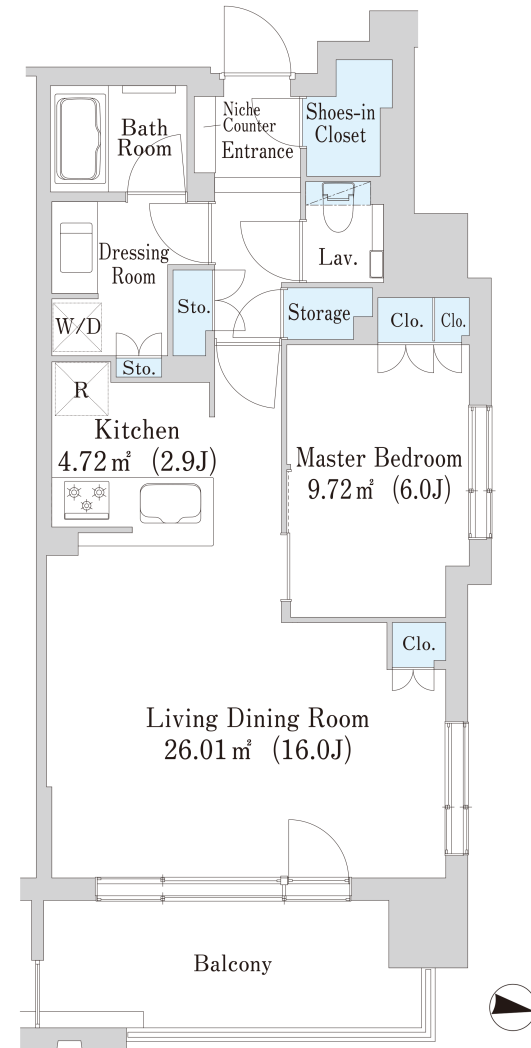 Niche
Counter
Shoes-in
Closet
Bath
Room
Entrance
Dressing
Room
Lav.
Sto.
Storage
Clo.
Clo.
W/D
Sto.
R
Kitchen
4.72㎡ (2.9J)
Master Bedroom
9.72㎡ (6.0J)
Clo.
Living Dining Room
26.01㎡ (16.0J)
Balcony